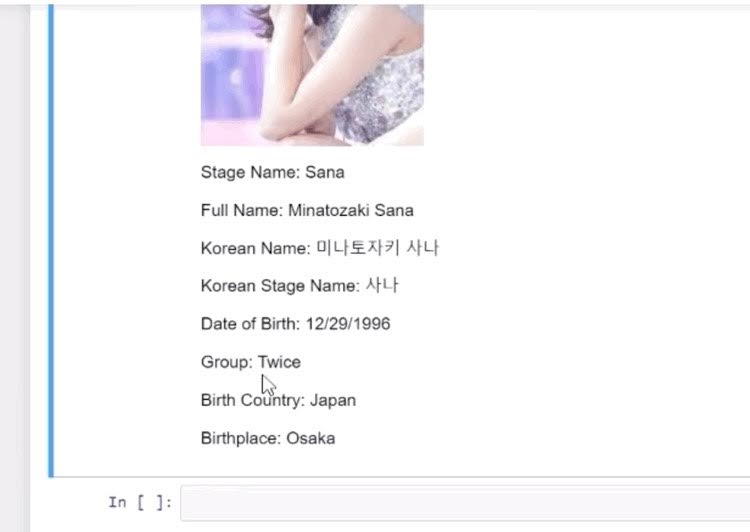 Stage Name: Sana
Full Name: Minatozaki Sana
Korean Name: 미나토자키 사나
Korean Stage Name: 사나
Date of Birth: 12/29/1996
Group: Twice
Birth Country: Japan
Birthplace: Osaka
In [ ]: